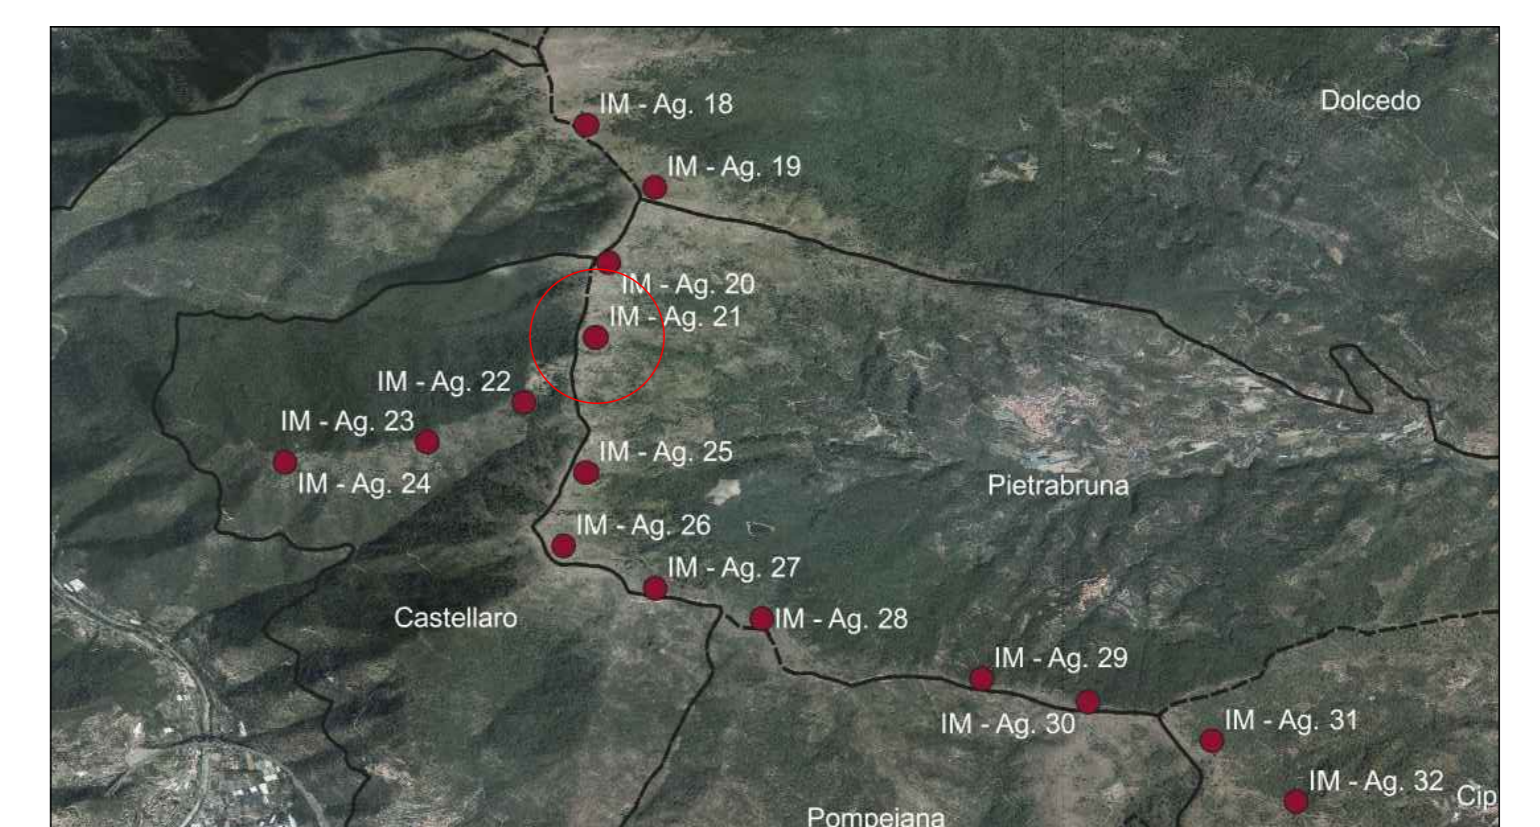 IM - Ag. 18
Dolcedo
IM - Ag. 19
IM - Ag. 20
IM - Ag. 21
IM - Ag. 22
IM - Ag. 23
IM - Ag. 24
IM - Ag. 25
Pietrabruna
IM - Ag. 26
IM - Ag. 27
Castellaro
IM - Ag. 28
IM - Ag. 29
IM - Ag. 30
IM - Ag. 31
IM - Ag. 32
Cip
Pompeiana